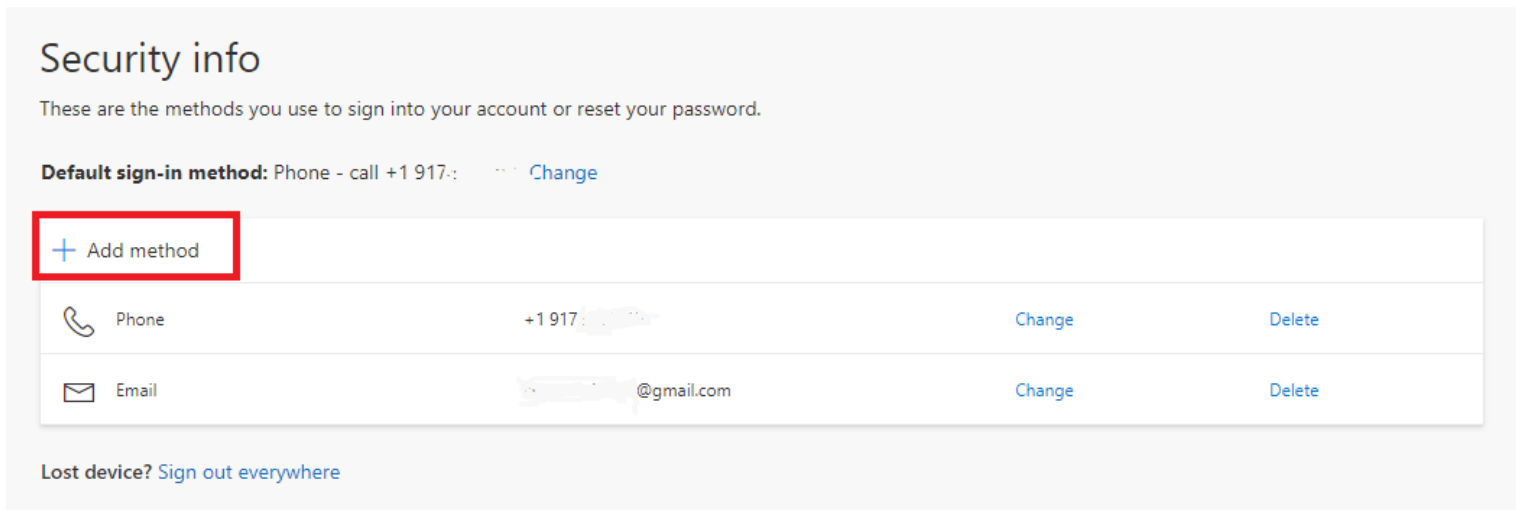 Security info
These are the methods you use to sign into your account or reset your password.
Default sign-in method: Phone - call +1 917 Change
Add method
Phone +1 917 Change Delete
Email @gmail.com Change Delete
Lost device? Sign out everywhere